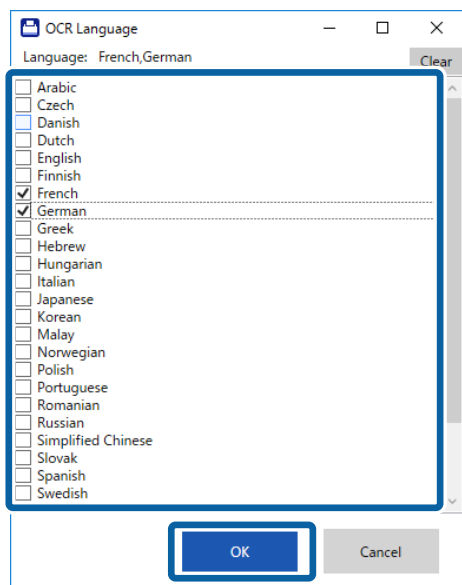 OCR Language
Language: French,German
Clear
Arabic
Czech
Danish
Dutch
English
Finnish
French
German
Greek
Hebrew
Hungarian
Italian
Japanese
Korean
Malay
Norwegian
Polish
Portuguese
Romanian
Russian
Simplified Chinese
Slovak
Spanish
Swedish
OK
Cancel